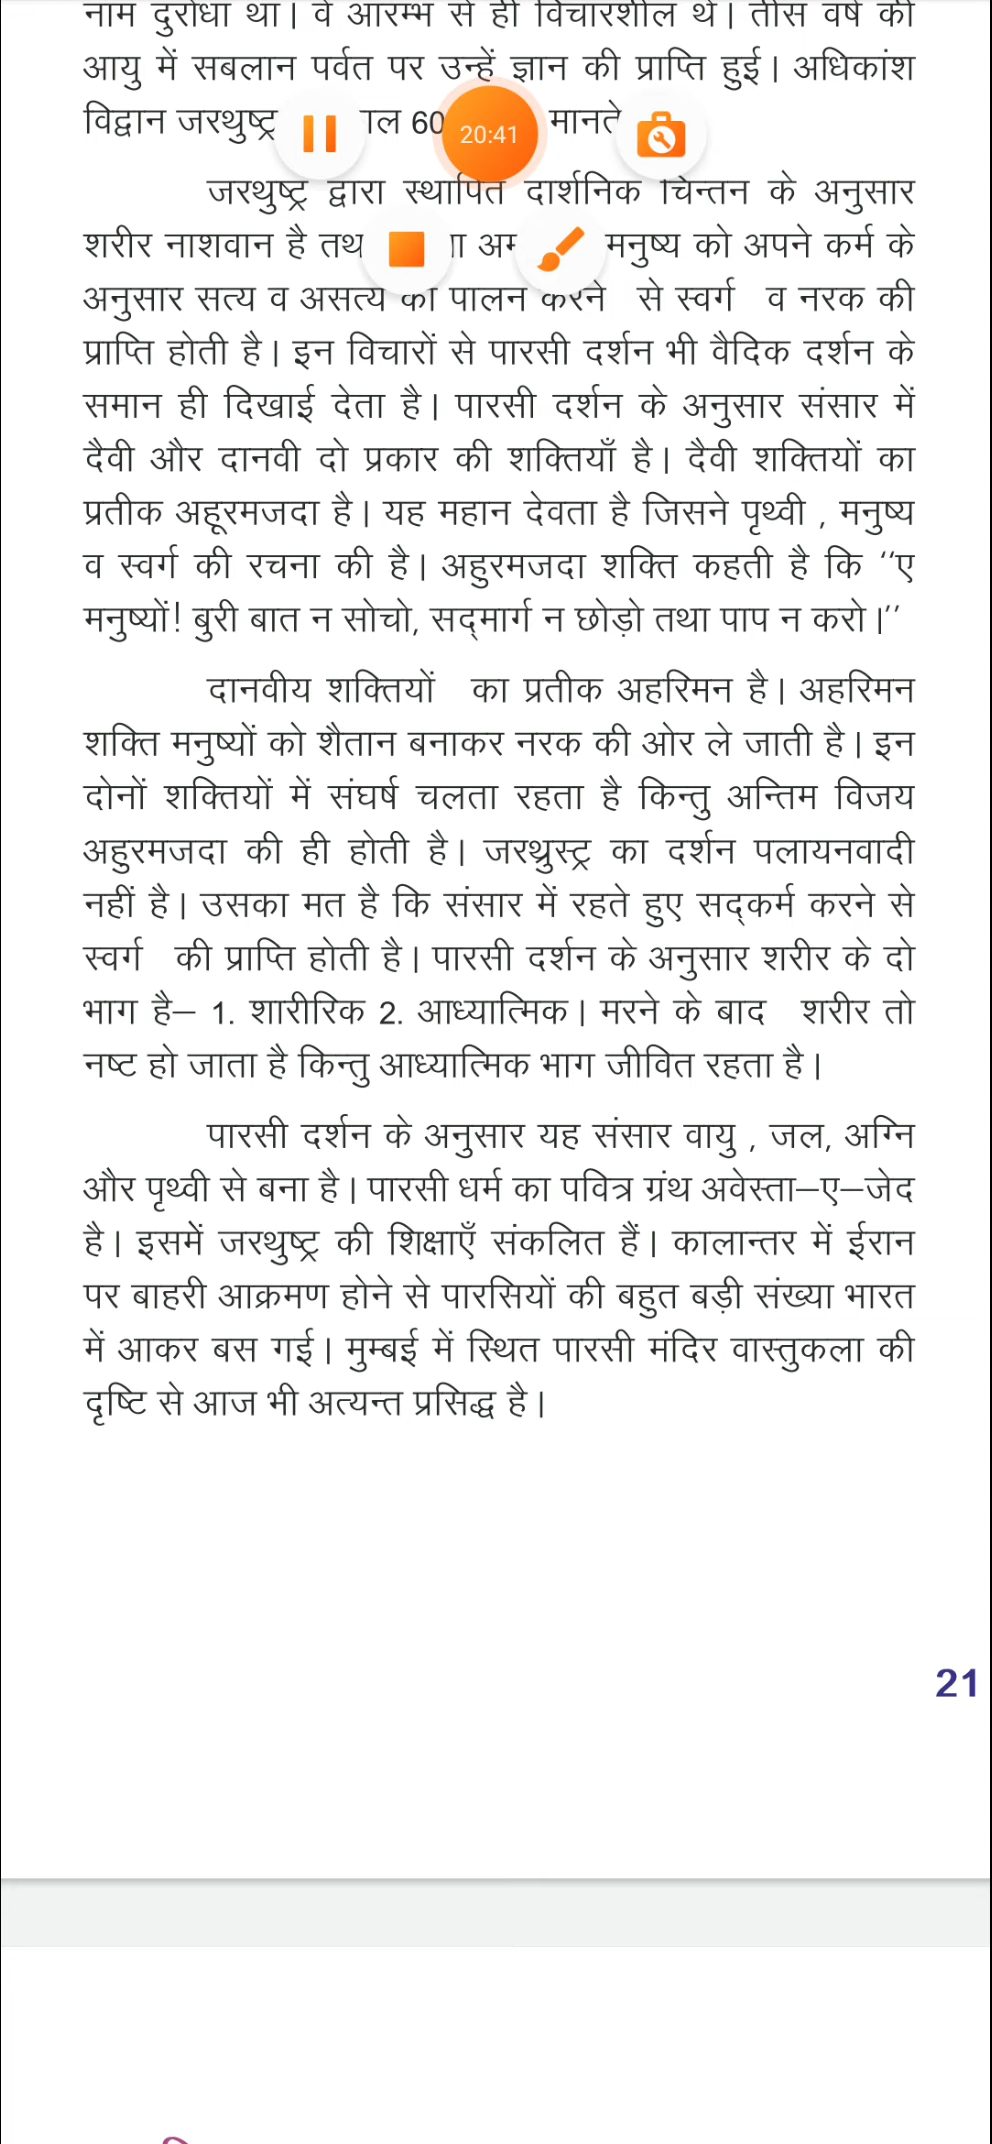 नाम दुरोधा था। वे आरम्भ से ही विचारशील थे। तीस वर्ष की
आयु में सबलान पर्वत पर उन्हें ज्ञान की प्राप्ति हुई। अधिकांश
विद्वान जरथुष्ट्र 20:41 मानते
जरथुष्ट्र द्वारा स्थापित दार्शनिक चिन्तन के अनुसार
शरीर नाशवान है मनुष्य को अपने कर्म के
अनुसार सत्य व असत्य का पालन करने से स्वर्ग व नरक की
प्राप्ति होती है। इन विचारों से पारसी दर्शन भी वैदिक दर्शन के
समान ही दिखाई देता है। पारसी दर्शन के अनुसार संसार में
दैवी और दानवी दो प्रकार की शक्तियाँ है। दैवी शक्तियों का
प्रतीक अहूरमजदा है। यह महान देवता है जिसने पृथ्वी , मनुष्य
व स्वर्ग की रचना की है। अहुरमजदा शक्ति कहती है कि ‘‘ए
मनुष्यों! बुरी बात न सोचो, सद्मार्ग न छोड़ो तथा पाप न करो।’’
दानवीय शक्तियों का प्रतीक अहरिमन है। अहरिमन
शक्ति मनुष्यों को शैतान बनाकर नरक की ओर ले जाती है। इन
दोनों शक्तियों में संघर्ष चलता रहता है किन्तु अन्तिम विजय
अहुरमजदा की ही होती है। जरथ्रुस्ट्र का दर्शन पलायनवादी
नहीं है। उसका मत है कि संसार में रहते हुए सद्कर्म करने से
स्वर्ग की प्राप्ति होती है। पारसी दर्शन के अनुसार शरीर के दो
भाग है– 1. शारीरिक 2. आध्यात्मिक। मरने के बाद शरीर तो
नष्ट हो जाता है किन्तु आध्यात्मिक भाग जीवित रहता है।
पारसी दर्शन के अनुसार यह संसार वायु , जल, अग्नि
और पृथ्वी से बना है। पारसी धर्म का पवित्र ग्रंथ अवेस्ता–ए–जेद
है। इसमें जरथुष्ट्र की शिक्षाएँ संकलित हैं। कालान्तर में ईरान
पर बाहरी आक्रमण होने से पारसियों की बहुत बड़ी संख्या भारत
में आकर बस गई। मुम्बई में स्थित पारसी मंदिर वास्तुकला की
दृष्टि से आज भी अत्यन्त प्रसिद्ध है।
21